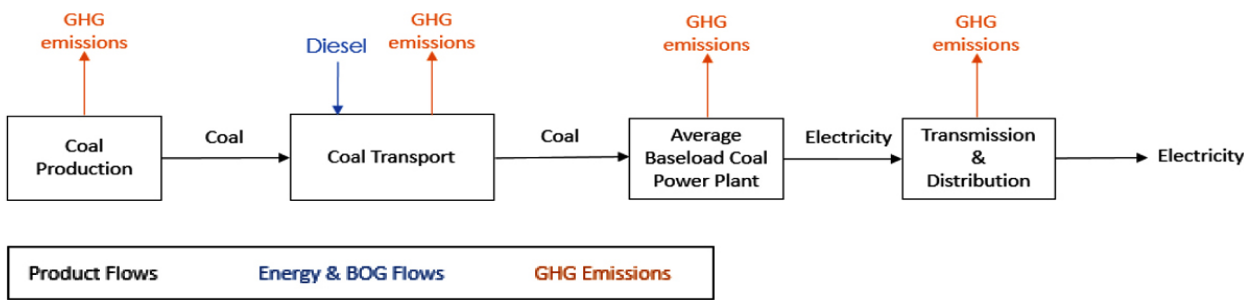 GHG
emissions
Diesel
GHG
emissions
GHG
emissions
GHG
emissions
Coal
Production
Coal
Coal Transport
Coal
Average
Baseload Coal
Power Plant
Electricity
Transmission
&
Distribution
Electricity
Product Flows
Energy & BOG Flows
GHG Emissions